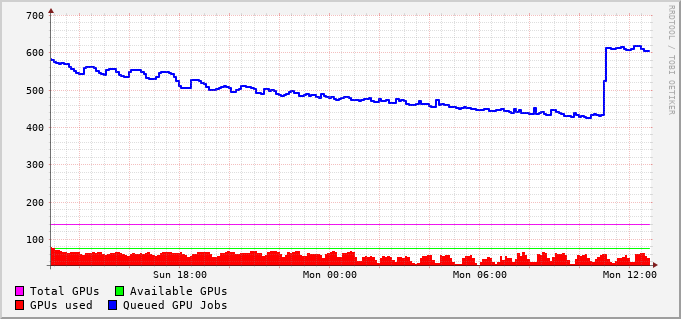 700
600
500
400
300
200
100
Sun 18:00 Mon 00:00 Mon 06:00 Mon 12:00
Total GPUs Available GPUs
GPUs used Queued GPU Jobs
RRDTOOL / TOBI OETIKER